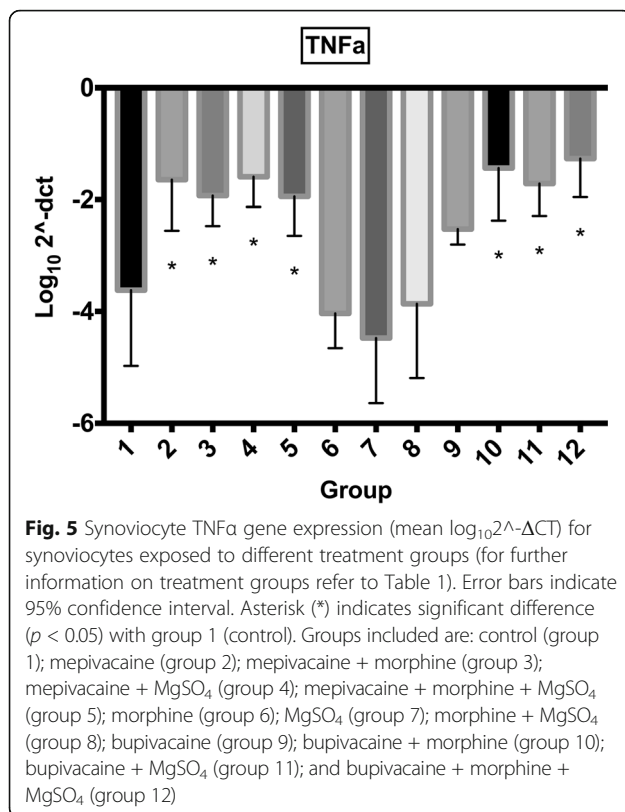 TNFa
0
-2
-4
-6
Log₁₀ 2^-dct
* * * * * * *
1 2 3 4 5 6 7 8 9 10 11 12
Group
Fig. 5 Synoviocyte TNFα gene expression (mean log₁₀2^-ΔCT) for
synoviocytes exposed to different treatment groups (for further
information on treatment groups refer to Table 1). Error bars indicate
95% confidence interval. Asterisk (*) indicates significant difference
(p < 0.05) with group 1 (control). Groups included are: control (group
1); mepivacaine (group 2); mepivacaine + morphine (group 3);
mepivacaine + MgSO₄ (group 4); mepivacaine + morphine + MgSO₄
(group 5); morphine (group 6); MgSO₄ (group 7); morphine + MgSO₄
(group 8); bupivacaine (group 9); bupivacaine + morphine (group 10);
bupivacaine + MgSO₄ (group 11); and bupivacaine + morphine +
MgSO₄ (group 12)